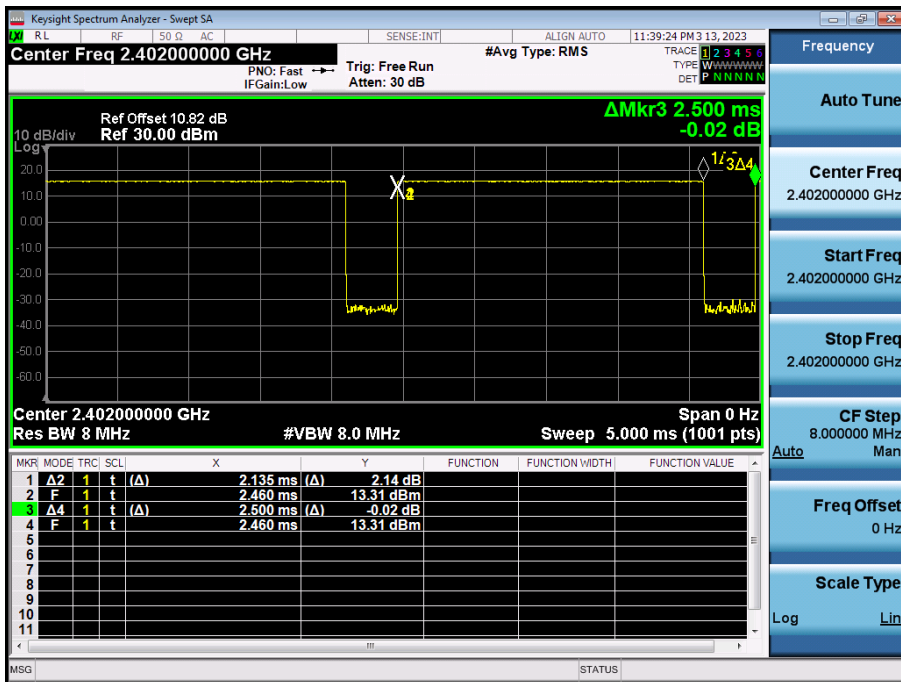 Keysight Spectrum Analyzer - Swept SA
LXI RL RF 50 Ω AC SENSE:INT ALIGN AUTO 11:39:24 PM 3 13, 2023
Center Freq 2.402000000 GHz
PNO: Fast
IFGain:Low
Trig: Free Run
Atten: 30 dB
#Avg Type: RMS
TRACE 1 2 3 4 5 6
TYPE WWWWWW
DET P N N N N N
Ref Offset 10.82 dB
Ref 30.00 dBm
10 dB/div
Log
ΔMkr3 2.500 ms
-0.02 dB
20.0
10.0
0.00
-10.0
-20.0
-30.0
-40.0
-50.0
-60.0
3Δ4
Center 2.402000000 GHz
Span 0 Hz
Res BW 8 MHz
#VBW 8.0 MHz
Sweep 5.000 ms (1001 pts)
MKR MODE TRC SCL X Y FUNCTION FUNCTION WIDTH FUNCTION VALUE
1 Δ2 1 t (Δ) 2.135 ms (Δ) 2.14 dB
2 F 1 t 2.460 ms 13.31 dBm
3 Δ4 1 t (Δ) 2.500 ms (Δ) -0.02 dB
4 F 1 t 2.460 ms 13.31 dBm
5
6
7
8
9
10
11
MSG
STATUS
Frequency
Auto Tune
Center Freq
2.402000000 GHz
Start Freq
2.402000000 GHz
Stop Freq
2.402000000 GHz
CF Step
8.000000 MHz
Auto Man
Freq Offset
0 Hz
Scale Type
Log Lin